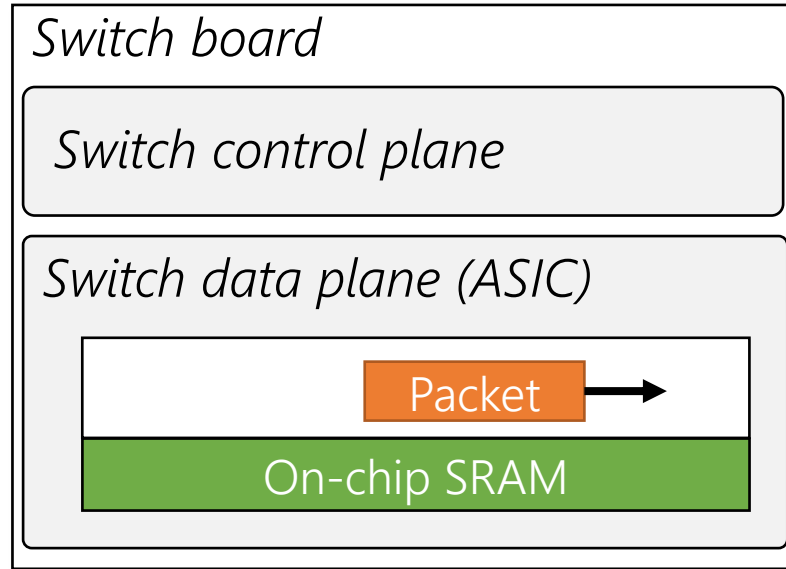 Switch board
Switch control plane
Switch data plane (ASIC)
Packet
On-chip SRAM